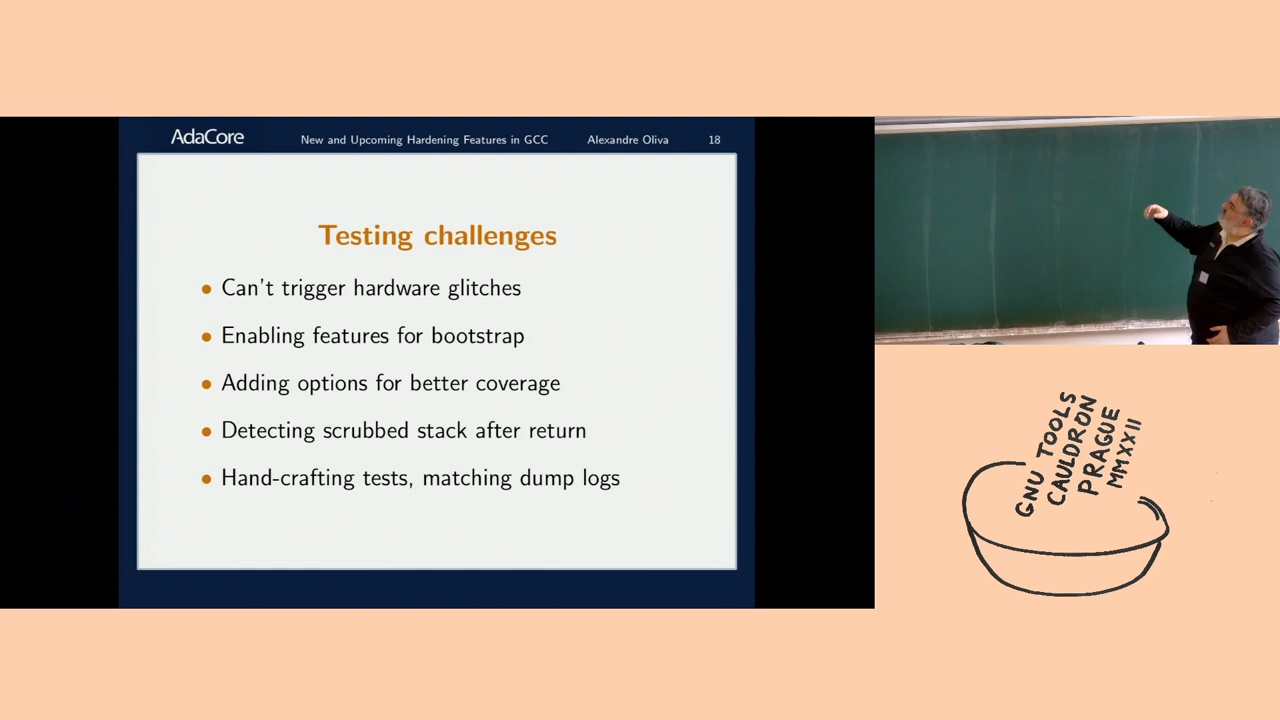 AdaCore
New and Upcoming Hardening Features in GCC
Alexandre Oliva
18
Testing challenges
• Can't trigger hardware glitches
• Enabling features for bootstrap
• Adding options for better coverage
• Detecting scrubbed stack after return
• Hand-crafting tests, matching dump logs
GNU TOOLS
CAULDRON
PRAGUE
MMXXII